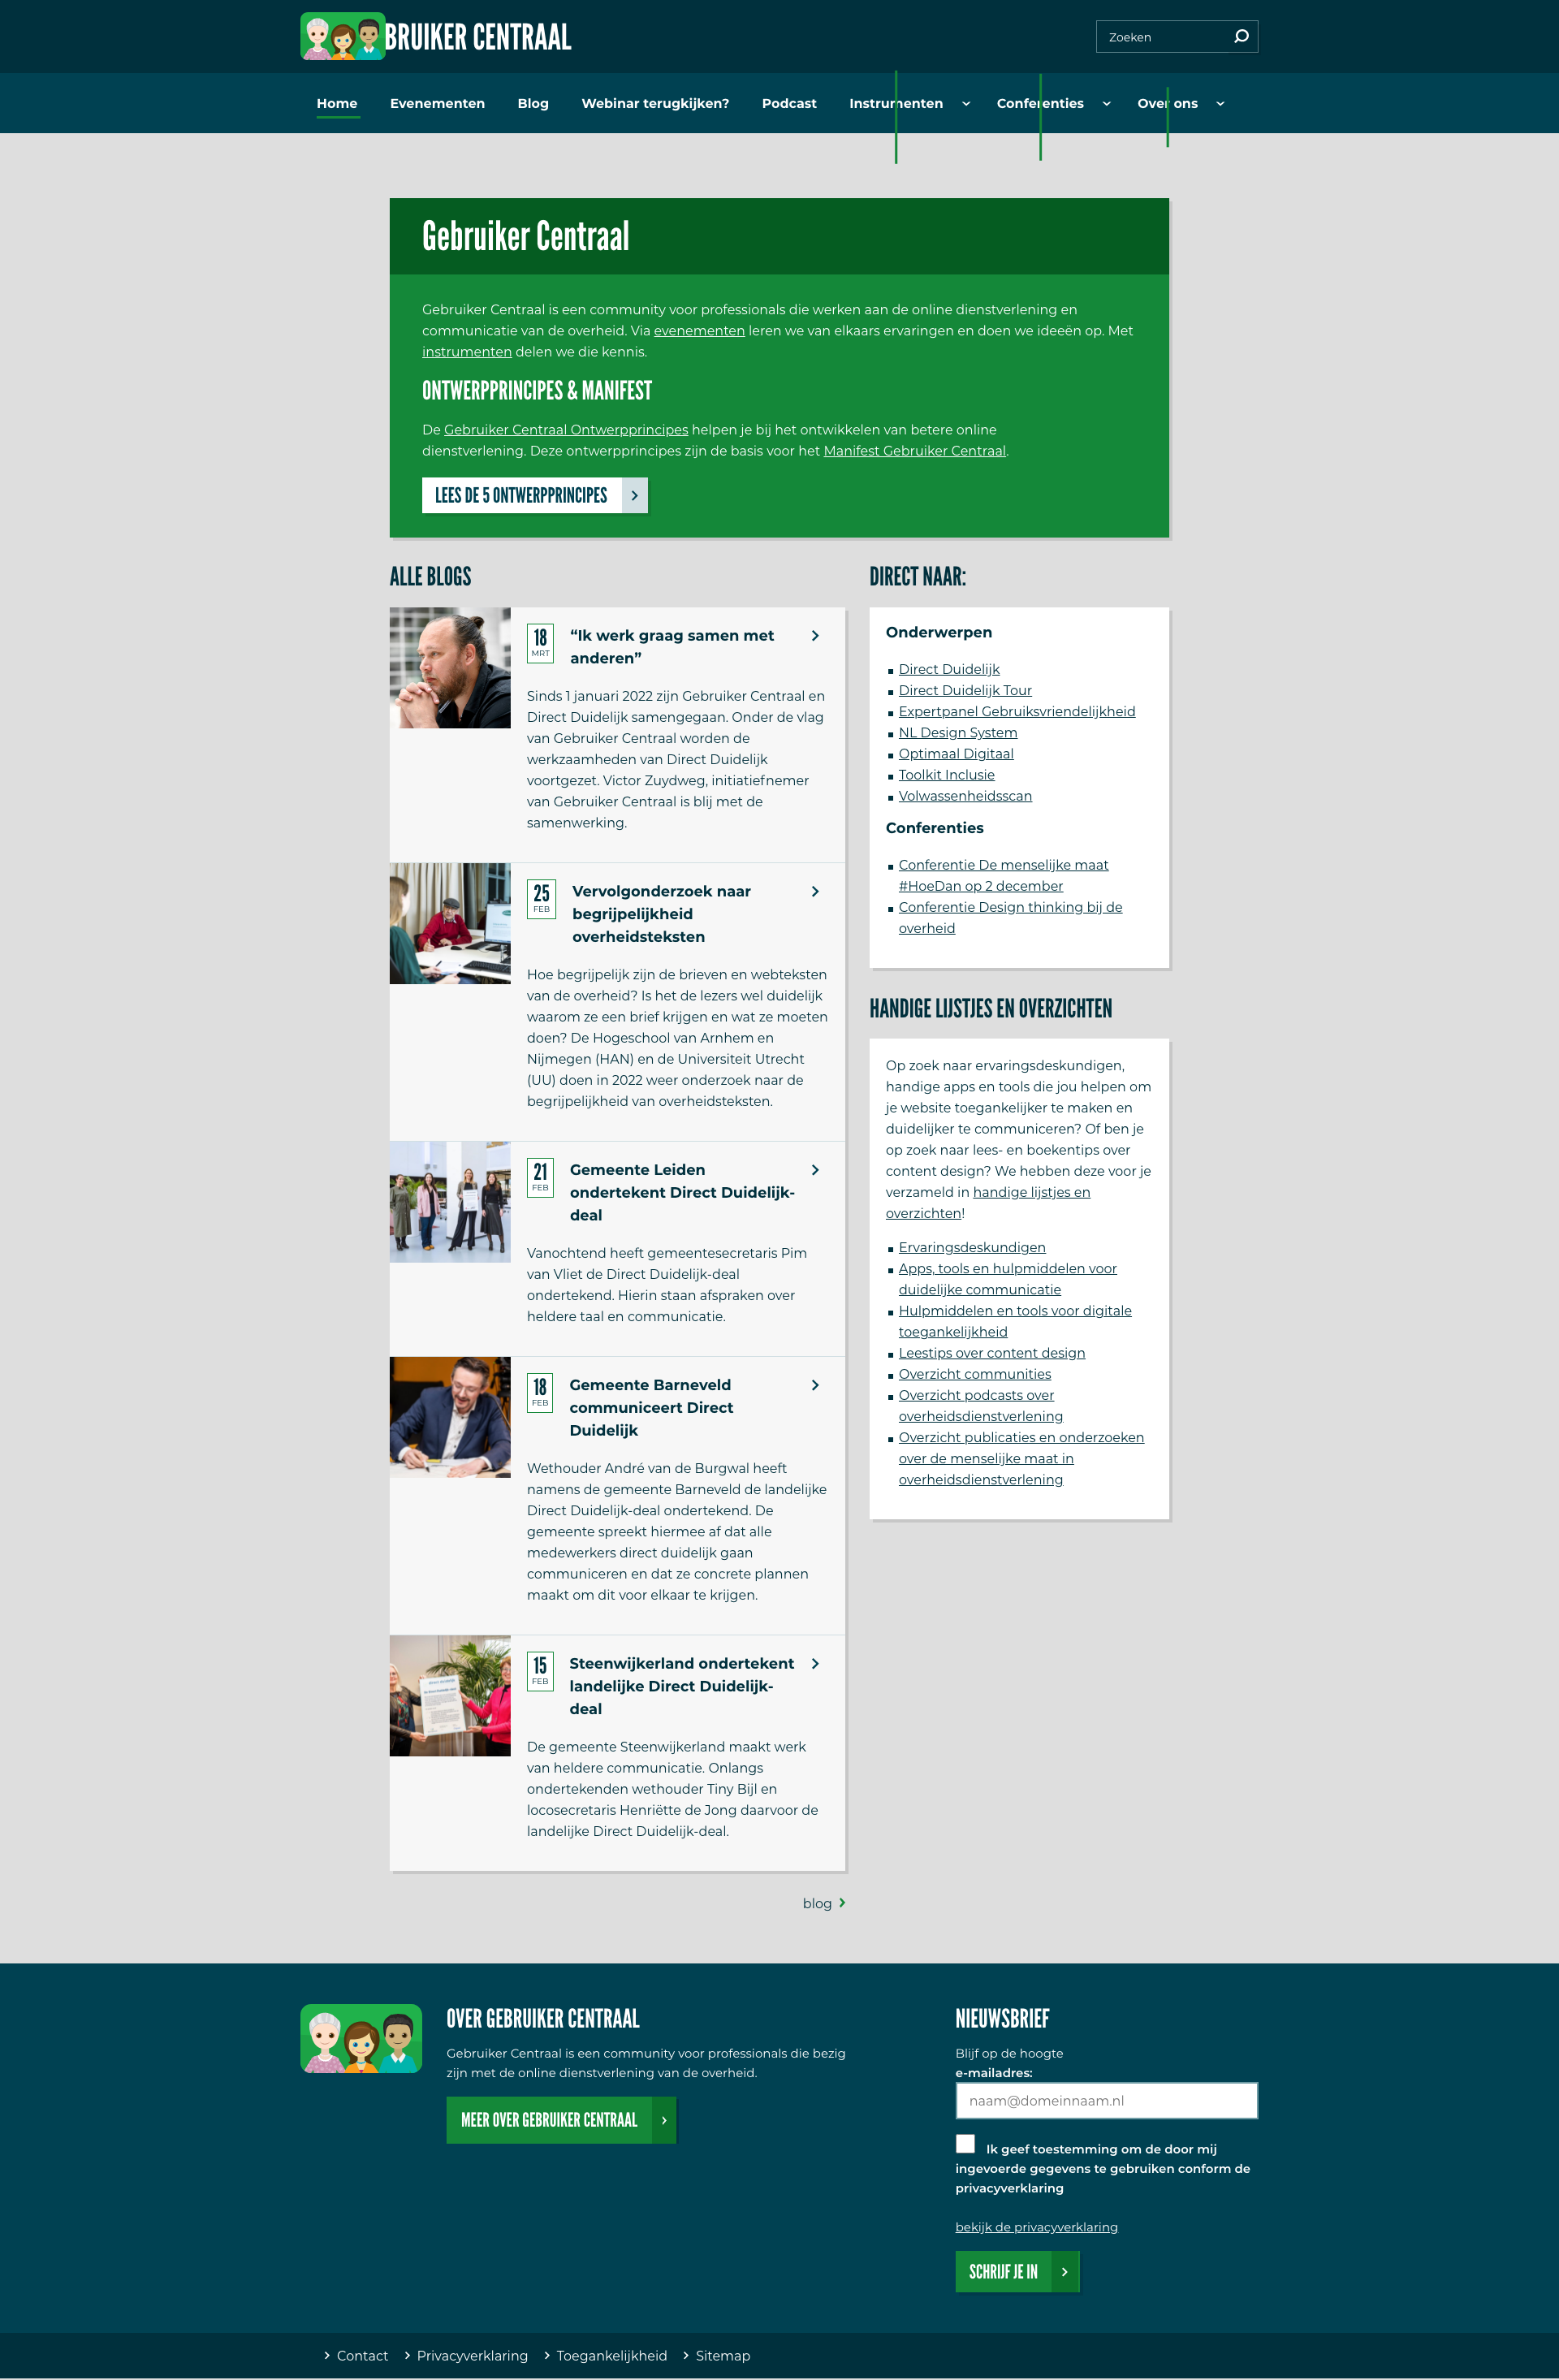 BRUIKER CENTRAAL
Zoeken
Home Evenementen Blog Webinar terugkijken? Podcast Instrumenten Conferenties Over ons
Gebruiker Centraal
Gebruiker Centraal is een community voor professionals die werken aan de online dienstverlening en
communicatie van de overheid. Via evenementen leren we van elkaars ervaringen en doen we ideeën op. Met
instrumenten delen we die kennis.
ONTWERPPRINCIPES & MANIFEST
De Gebruiker Centraal Ontwerpprincipes helpen je bij het ontwikkelen van betere online
dienstverlening. Deze ontwerpprincipes zijn de basis voor het Manifest Gebruiker Centraal.
LEES DE 5 ONTWERPPRINCIPES
ALLE BLOGS
18
MRT
“Ik werk graag samen met
anderen”
Sinds 1 januari 2022 zijn Gebruiker Centraal en
Direct Duidelijk samengegaan. Onder de vlag
van Gebruiker Centraal worden de
werkzaamheden van Direct Duidelijk
voortgezet. Victor Zuydweg, initiatiefnemer
van Gebruiker Centraal is blij met de
samenwerking.
25
FEB
Vervolgonderzoek naar
begrijpelijkheid
overheidsteksten
Hoe begrijpelijk zijn de brieven en webteksten
van de overheid? Is het de lezers wel duidelijk
waarom ze een brief krijgen en wat ze moeten
doen? De Hogeschool van Arnhem en
Nijmegen (HAN) en de Universiteit Utrecht
(UU) doen in 2022 weer onderzoek naar de
begrijpelijkheid van overheidsteksten.
21
FEB
Gemeente Leiden
ondertekent Direct Duidelijk-
deal
Vanochtend heeft gemeentesecretaris Pim
van Vliet de Direct Duidelijk-deal
ondertekend. Hierin staan afspraken over
heldere taal en communicatie.
18
FEB
Gemeente Barneveld
communiceert Direct
Duidelijk
Wethouder André van de Burgwal heeft
namens de gemeente Barneveld de landelijke
Direct Duidelijk-deal ondertekend. De
gemeente spreekt hiermee af dat alle
medewerkers direct duidelijk gaan
communiceren en dat ze concrete plannen
maakt om dit voor elkaar te krijgen.
15
FEB
Steenwijkerland ondertekent
landelijke Direct Duidelijk-
deal
De gemeente Steenwijkerland maakt werk
van heldere communicatie. Onlangs
ondertekenden wethouder Tiny Bijl en
locosecretaris Henriëtte de Jong daarvoor de
landelijke Direct Duidelijk-deal.
blog
DIRECT NAAR:
Onderwerpen
Direct Duidelijk
Direct Duidelijk Tour
Expertpanel Gebruiksvriendelijkheid
NL Design System
Optimaal Digitaal
Toolkit Inclusie
Volwassenheidsscan
Conferenties
Conferentie De menselijke maat
#HoeDan op 2 december
Conferentie Design thinking bij de
overheid
HANDIGE LIJSTJES EN OVERZICHTEN
Op zoek naar ervaringsdeskundigen,
handige apps en tools die jou helpen om
je website toegankelijker te maken en
duidelijker te communiceren? Of ben je
op zoek naar lees- en boekentips over
content design? We hebben deze voor je
verzameld in handige lijstjes en
overzichten!
Ervaringsdeskundigen
Apps, tools en hulpmiddelen voor
duidelijke communicatie
Hulpmiddelen en tools voor digitale
toegankelijkheid
Leestips over content design
Overzicht communities
Overzicht podcasts over
overheidsdienstverlening
Overzicht publicaties en onderzoeken
over de menselijke maat in
overheidsdienstverlening
OVER GEBRUIKER CENTRAAL
Gebruiker Centraal is een community voor professionals die bezig
zijn met de online dienstverlening van de overheid.
MEER OVER GEBRUIKER CENTRAAL
NIEUWSBRIEF
Blijf op de hoogte
e-mailadres:
naam@domeinnaam.nl
Ik geef toestemming om de door mij
ingevoerde gegevens te gebruiken conform de
privacyverklaring
bekijk de privacyverklaring
SCHRIJF JE IN
Contact Privacyverklaring Toegankelijkheid Sitemap